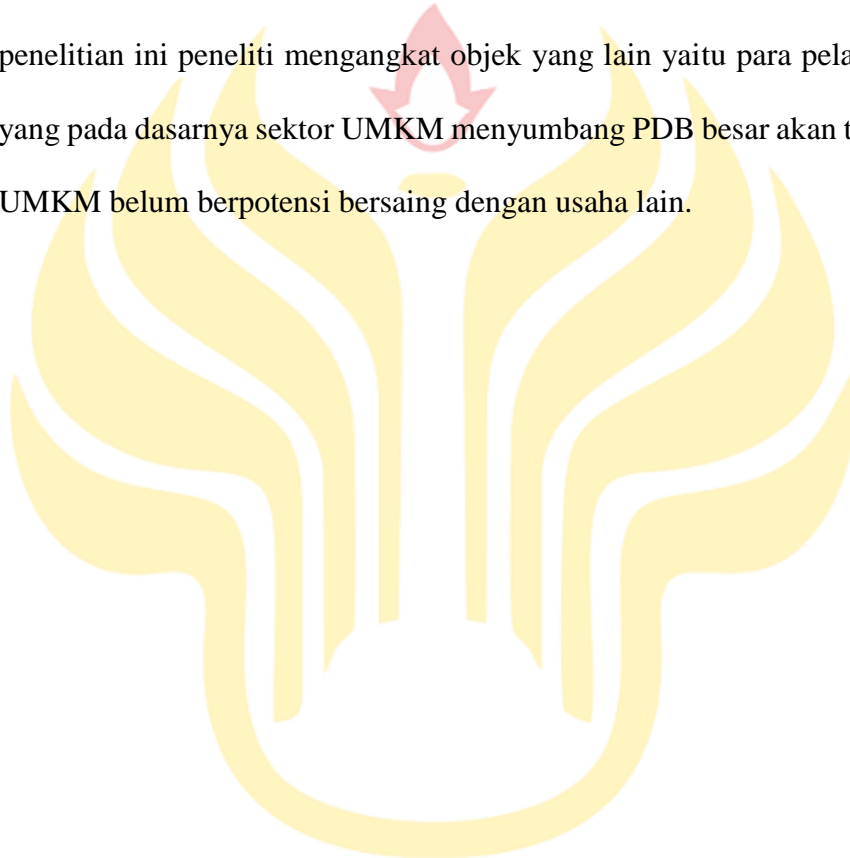 penelitian ini peneliti mengangkat objek yang lain yaitu para
yang pada dasarnya sektor UMKM menyumbang PDB besar akan
UMKM belum berpotensi bersaing dengan usaha lain.